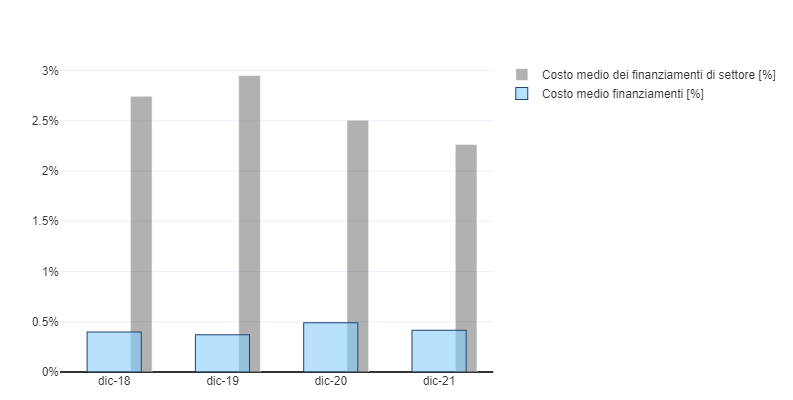 3%
2.5%
2%
1.5%
1%
0.5%
0%
dic-18
dic-19
dic-20
dic-21
Costo medio dei finanziamenti di settore [%]
Costo medio finanziamenti [%]